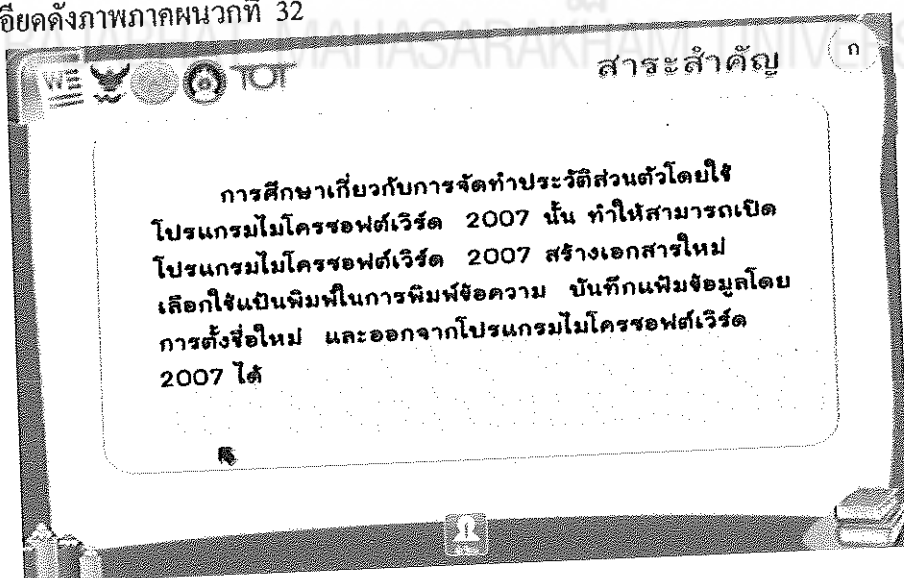 อียดดังภาพภาคผนวกที่ 32
MAHASARAKHAM UNIVERS
TOT
สาระสำคัญ
ก
การศึกษาเกี่ยวกับการจัดทำประวัติส่วนตัวโดยใช้
โปรแกรมไมโครซอฟต์เวิร์ด 2007 นั้น ทำให้สามารถเปิด
โปรแกรมไมโครซอฟต์เวิร์ด 2007 สร้างเอกสารใหม่
เลือกใช้แป้นพิมพ์ในการพิมพ์ข้อความ บันทึกแฟ้มข้อมูลโดย
การตั้งชื่อใหม่ และออกจากโปรแกรมไมโครซอฟต์เวิร์ด
2007 ได้